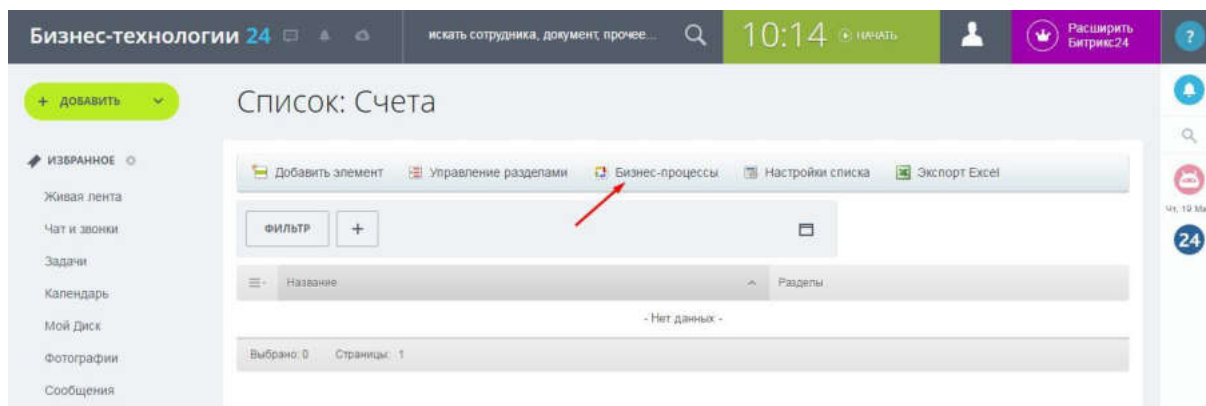 Бизнес-технологии 24
искать сотрудника, документ, прочее...
10:14 НАЧАТЬ
Расширить
Битрикс24
?
+ ДОБАВИТЬ
Список: Счета
ИЗБРАННОЕ
Добавить элемент Управление разделами Бизнес-процессы Настройки списка Экспорт Excel
Живая лента
Чат и звонки
ФИЛЬТР +
Задачи
24
Название Разделы
Календарь
- Нет данных -
Мой Диск
Выбрано: 0 Страницы: 1
Фотографии
Сообщения